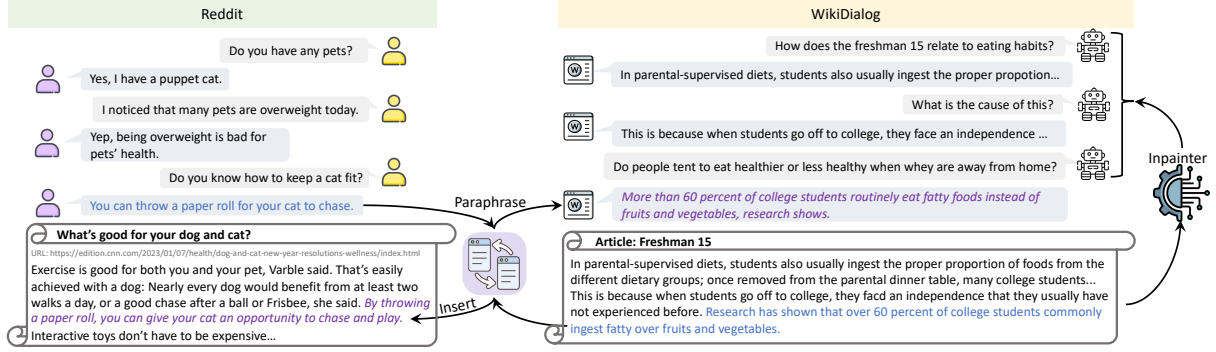 Reddit
Do you have any pets?
Yes, I have a puppet cat.
I noticed that many pets are overweight today.
Yep, being overweight is bad for
pets' health.
Do you know how to keep a cat fit?
You can throw a paper roll for your cat to chase.
What's good for your dog and cat?
URL: https://edition.cnn.com/2023/01/07/health/dog-and-cat-new-year-resolutions-wellness/index.html
Exercise is good for both you and your pet, Varble said. That's easily
achieved with a dog: Nearly every dog would benefit from at least two
walks a day, or a good chase after a ball or Frisbee, she said. By throwing
a paper roll, you can give your cat an opportunity to chase and play.
Interactive toys don't have to be expensive…
Paraphrase
Insert
WikiDialog
How does the freshman 15 relate to eating habits?
W
In parental-supervised diets, students also usually ingest the proper propotion…
What is the cause of this?
W
This is because when students go off to college, they face an independence …
Do people tent to eat healthier or less healthy when whey are away from home?
W
More than 60 percent of college students routinely eat fatty foods instead of
fruits and vegetables, research shows.
Inpainter
Article: Freshman 15
In parental-supervised diets, students also usually ingest the proper proportion of foods from the
different dietary groups; once removed from the parental dinner table, many college students...
This is because when students go off to college, they facd an independence that they usually have
not experienced before. Research has shown that over 60 percent of college students commonly
ingest fatty over fruits and vegetables.